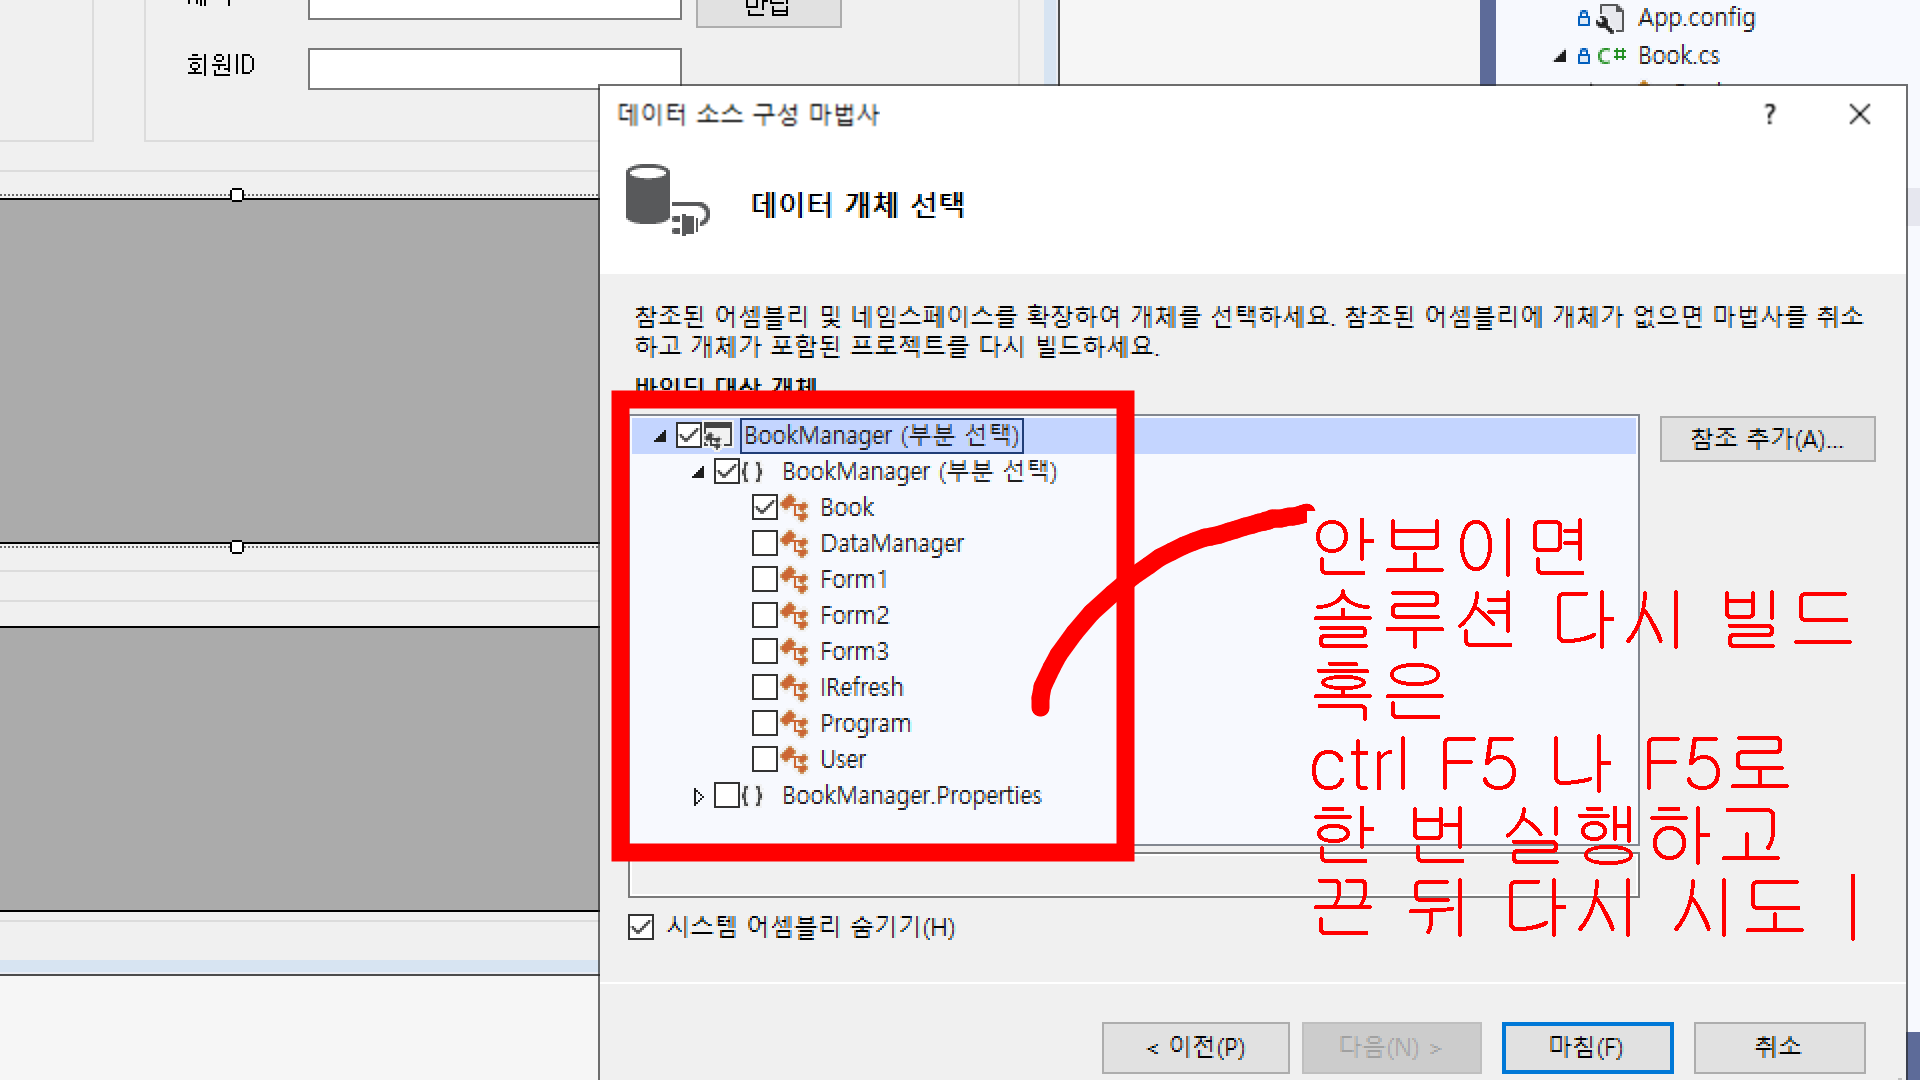 반납
회원ID
App.config
C# Book.cs
데이터 소스 구성 마법사
?
데이터 개체 선택
참조된 어셈블리 및 네임스페이스를 확장하여 개체를 선택하세요. 참조된 어셈블리에 개체가 없으면 마법사를 취소
하고 개체가 포함된 프로젝트를 다시 빌드하세요.
바인딩 대상 개체
BookManager (부분 선택)
{ } BookManager (부분 선택)
Book
DataManager
Form1
Form2
Form3
IRefresh
Program
User
{ } BookManager.Properties
참조 추가(A)...
안보이면
솔루션 다시 빌드
혹은
ctrl F5 나 F5로
한 번 실행하고
끈 뒤 다시 시도
시스템 어셈블리 숨기기(H)
< 이전(P)
다음(N) >
마침(F)
취소